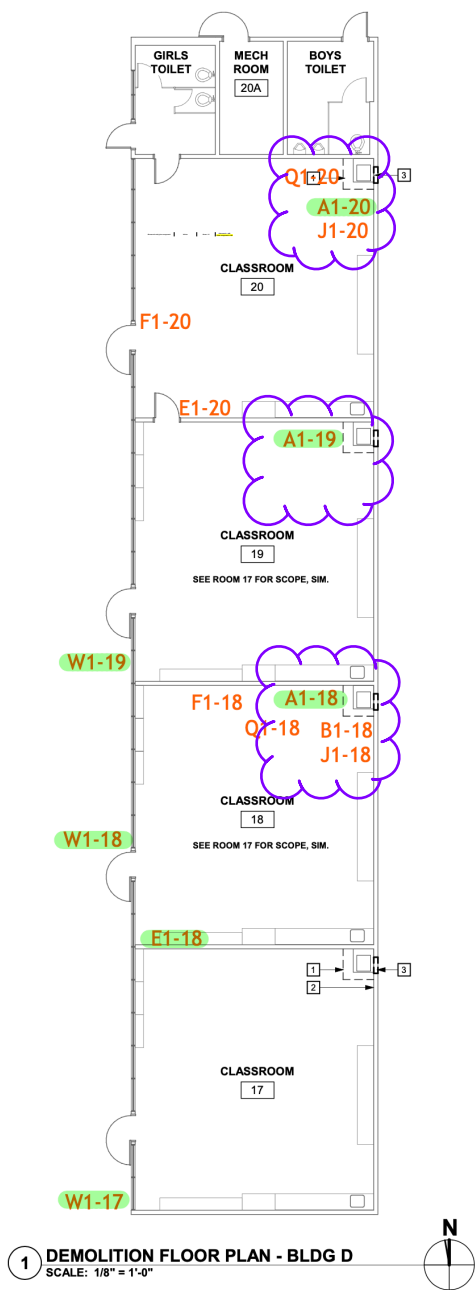 GIRLS
TOILET
MECH
ROOM
20A
BOYS
TOILET
Q1-20
1
3
A1-20
J1-20
CLASSROOM
20
F1-20
E1-20
A1-19
CLASSROOM
19
SEE ROOM 17 FOR SCOPE, SIM.
W1-19
F1-18
A1-18
Q1-18
B1-18
J1-18
CLASSROOM
18
SEE ROOM 17 FOR SCOPE, SIM.
W1-18
E1-18
1
3
2
CLASSROOM
17
W1-17
N
1
DEMOLITION FLOOR PLAN - BLDG D
SCALE: 1/8" = 1'-0"